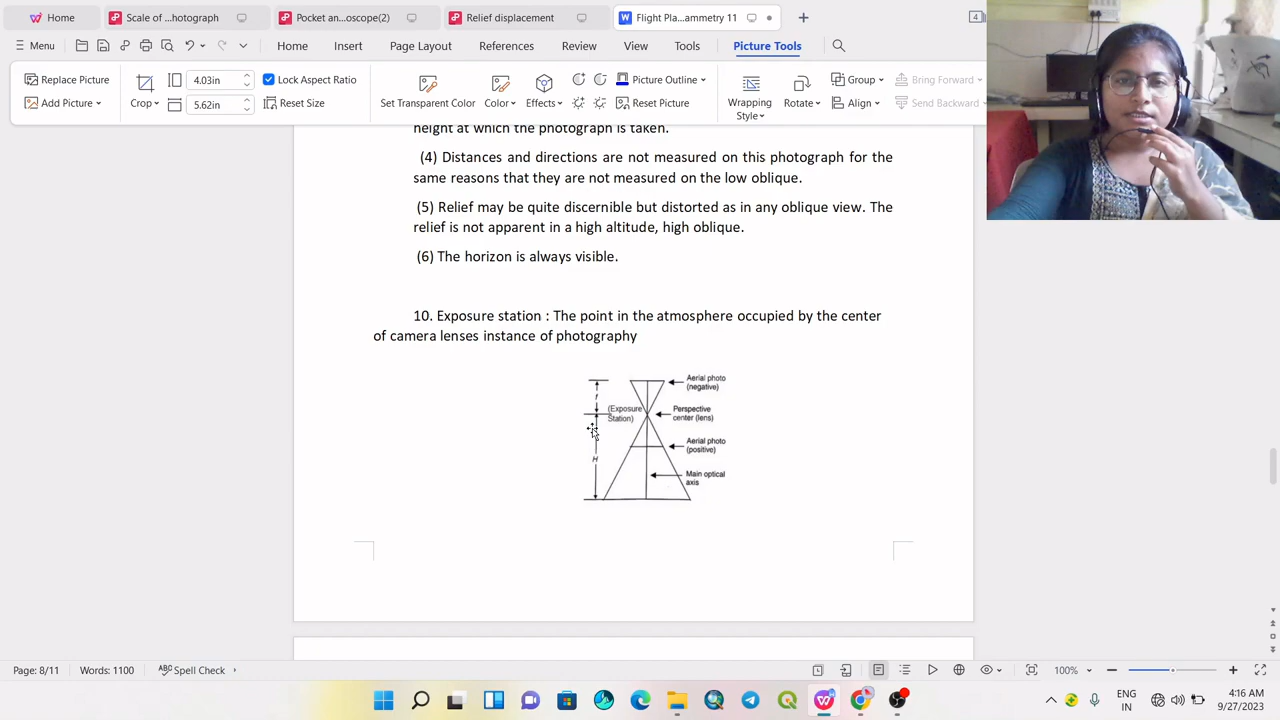 Home
Scale of ...hotograph
Pocket an...oscope(2)
Relief displacement
W Flight Pla...ammetry 11
4
Menu
Home
Insert
Page Layout
References
Review
View
Tools
Picture Tools
Replace Picture
4.03in
Lock Aspect Ratio
Picture Outline
Group
Bring Forward
Add Picture
Crop
5.92in
Reset Size
Set Transparent Color
Color
Effects
Reset Picture
Wrapping
Style
Rotate
Align
Send Backward
height at which the photograph is taken.
(4) Distances and directions are not measured on this photograph for the
same reasons that they are not measured on the low oblique.
(5) Relief may be quite discernible but distorted as in any oblique view. The
relief is not apparent in a high altitude, high oblique.
(6) The horizon is always visible.
10. Exposure station : The point in the atmosphere occupied by the center
of camera lenses instance of photography
Aerial photo
(negative)
f
(Exposure
Station)
Perspective
center (lens)
Aerial photo
(positive)
H
Main optical
axis
Page: 8/11
Words: 1100
ABC Spell Check
100%
ENG
IN
4:16 AM
9/27/2023